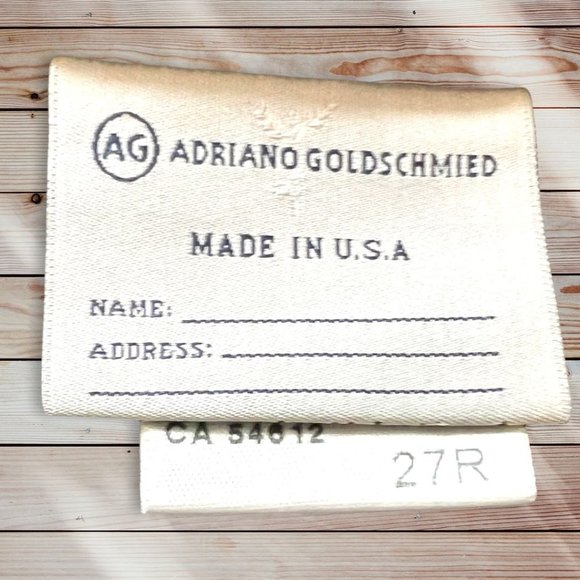 AG ADRIANO GOLDSCHMIED
MADE IN U.S.A
NAME:
ADDRESS:
CA 54612
27R